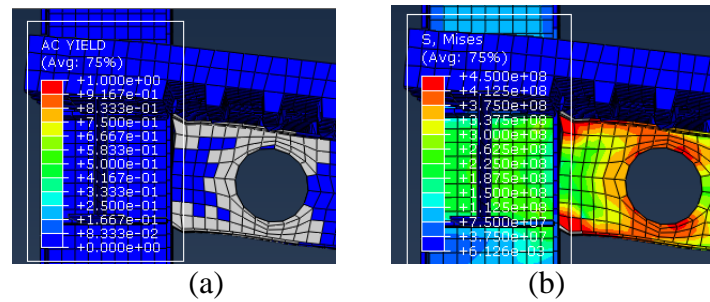 AC YIELD
(Avg: 75%)
+1.000e+00
+9.167e-01
+8.333e-01
+7.500e-01
+6.667e-01
+5.833e-01
+5.000e-01
+4.167e-01
+3.333e-01
+2.500e-01
+1.667e-01
+8.333e-02
+0.000e+00
(a)
S, Mises
(Avg: 75%)
+4.500e+08
+4.125e+08
+3.750e+08
+3.375e+08
+3.000e+08
+2.625e+08
+2.250e+08
+1.875e+08
+1.500e+08
+1.125e+08
+7.500e+07
+3.750e+07
+6.126e-03
(b)